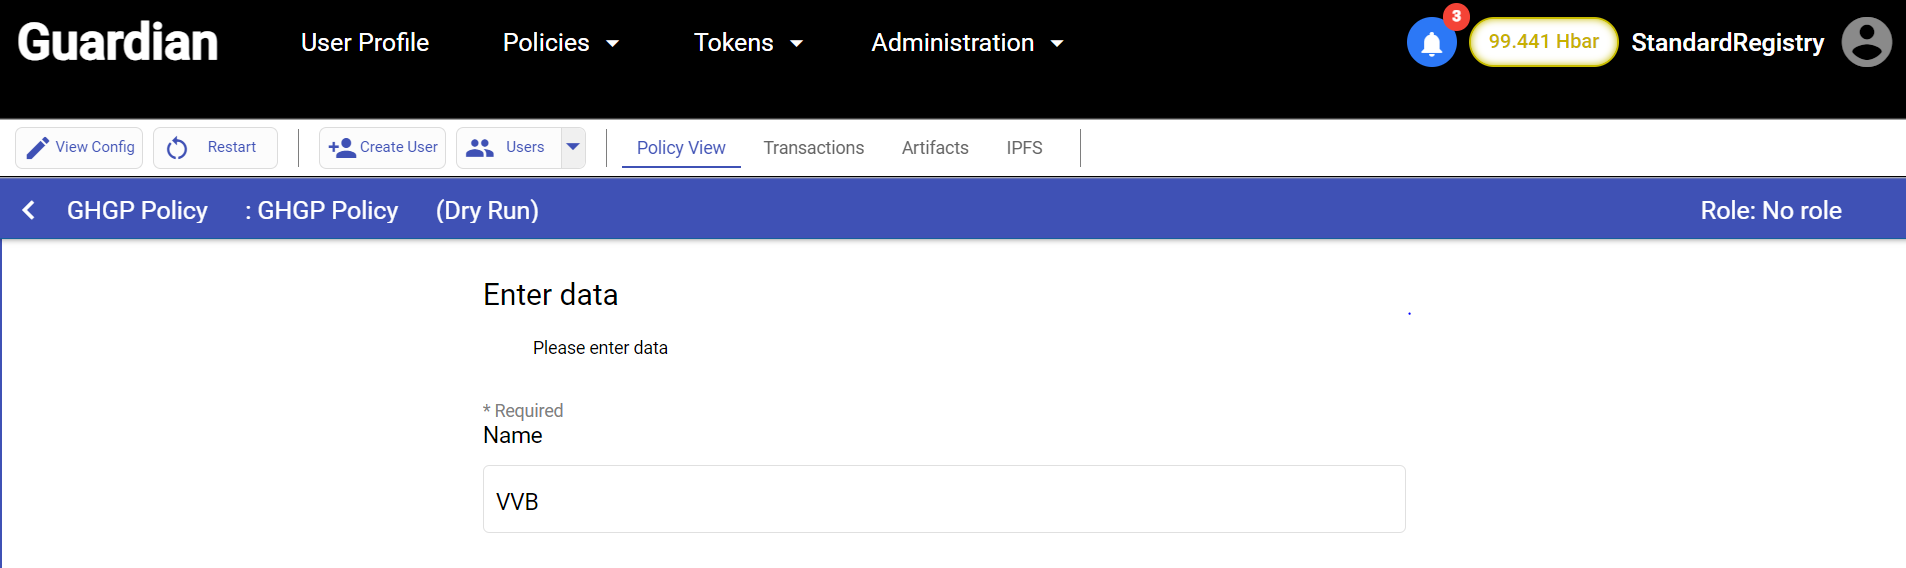 Guardian User Profile Policies Tokens Administration 3 99.441 Hbar StandardRegistry
View Config Restart Create User Users Policy View Transactions Artifacts IPFS
GHGP Policy : GHGP Policy (Dry Run) Role: No role
Enter data
Please enter data
* Required
Name
VVB